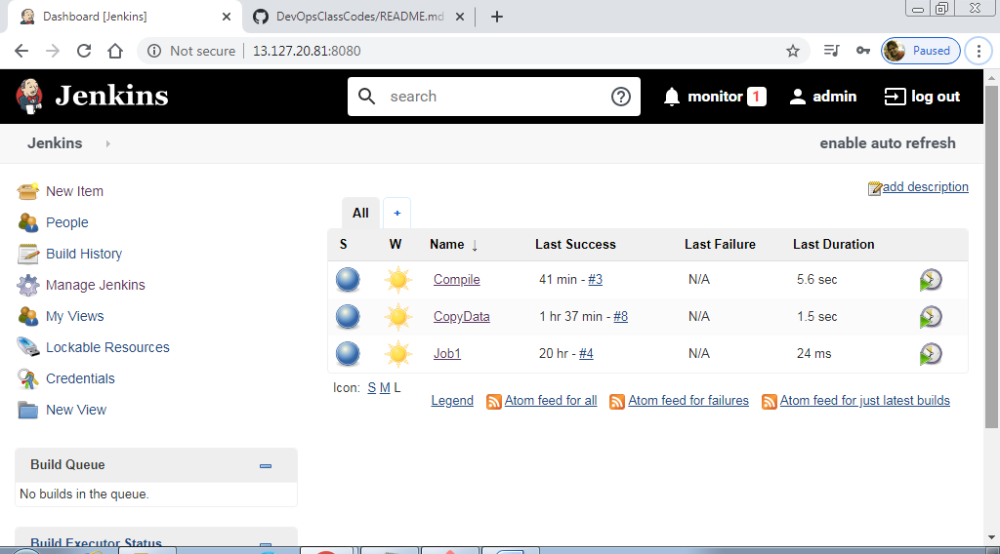 Dashboard [Jenkins]
DevOpsClassCodes/README.md
Not secure
13.127.20.81:8080
Paused
Jenkins
search
monitor 1
admin
log out
Jenkins
enable auto refresh
New Item
People
Build History
Manage Jenkins
My Views
Lockable Resources
Credentials
New View
Build Queue
No builds in the queue.
Build Executor Status
add description
All +
S W Name ↓ Last Success Last Failure Last Duration
Compile 41 min - #3 N/A 5.6 sec
CopyData 1 hr 37 min - #8 N/A 1.5 sec
Job1 20 hr - #4 N/A 24 ms
Icon: S M L
Legend Atom feed for all Atom feed for failures Atom feed for just latest builds